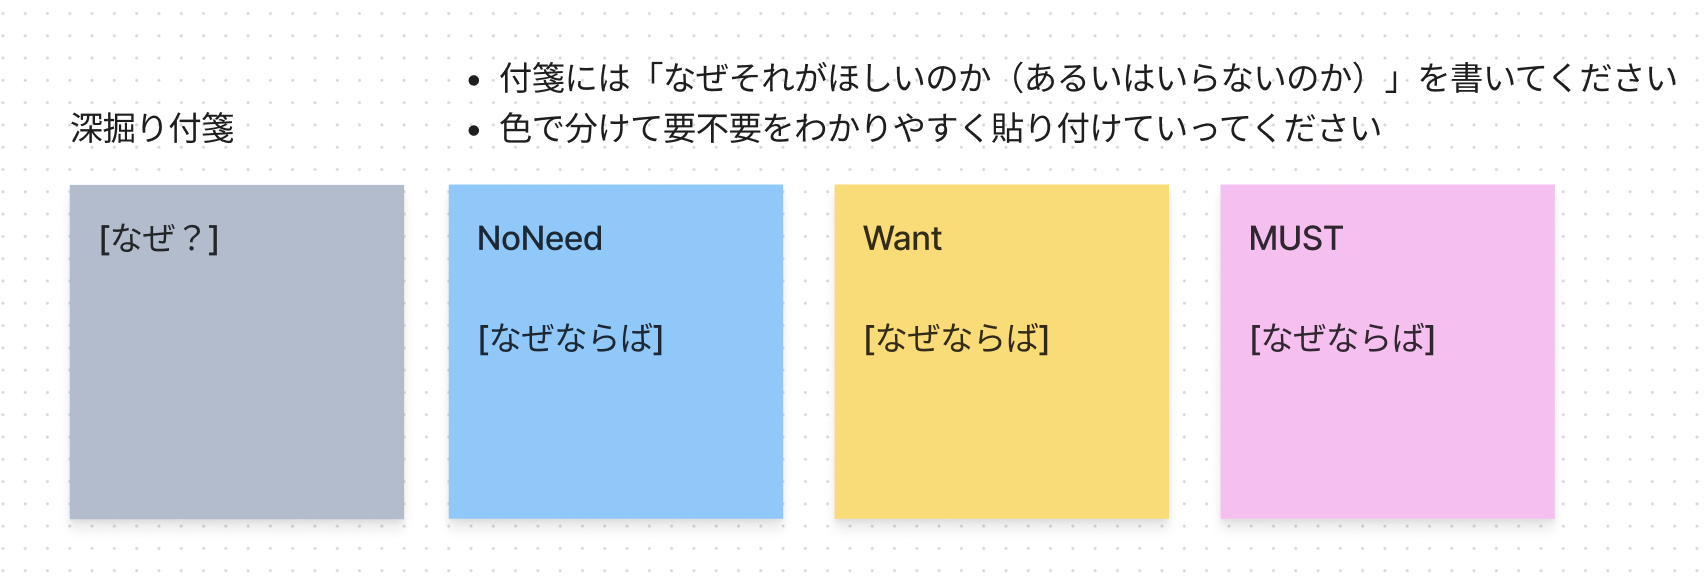 • 付箋には「なぜそれがほしいのか（あるいはいらないのか）」を書いてください
• 色で分けて要不要をわかりやすく貼り付けていってください
深掘り付箋
[なぜ？]
NoNeed
[なぜならば]
Want
[なぜならば]
MUST
[なぜならば]